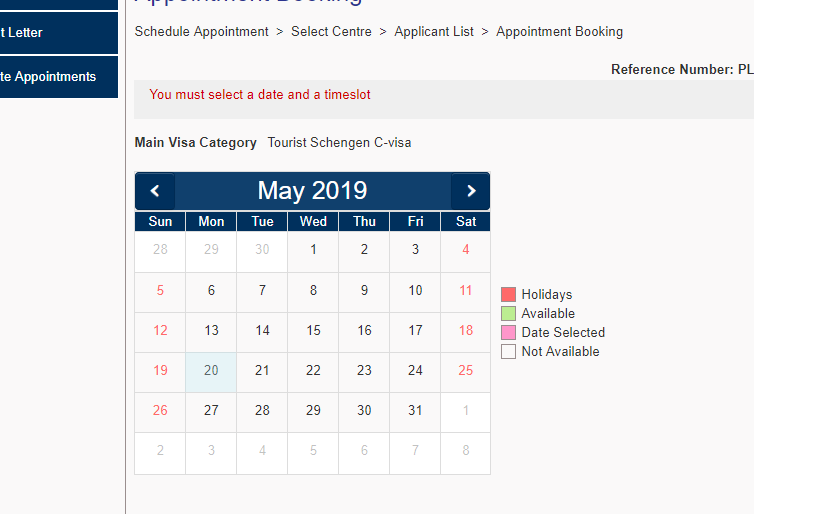 Appointment Booking
t Letter
Schedule Appointment > Select Centre > Applicant List > Appointment Booking
te Appointments
Reference Number: PL
You must select a date and a timeslot
Main Visa Category Tourist Schengen C-visa
< May 2019 >
Sun Mon Tue Wed Thu Fri Sat
28 29 30 1 2 3 4
5 6 7 8 9 10 11
12 13 14 15 16 17 18
19 20 21 22 23 24 25
26 27 28 29 30 31 1
2 3 4 5 6 7 8
Holidays
Available
Date Selected
Not Available